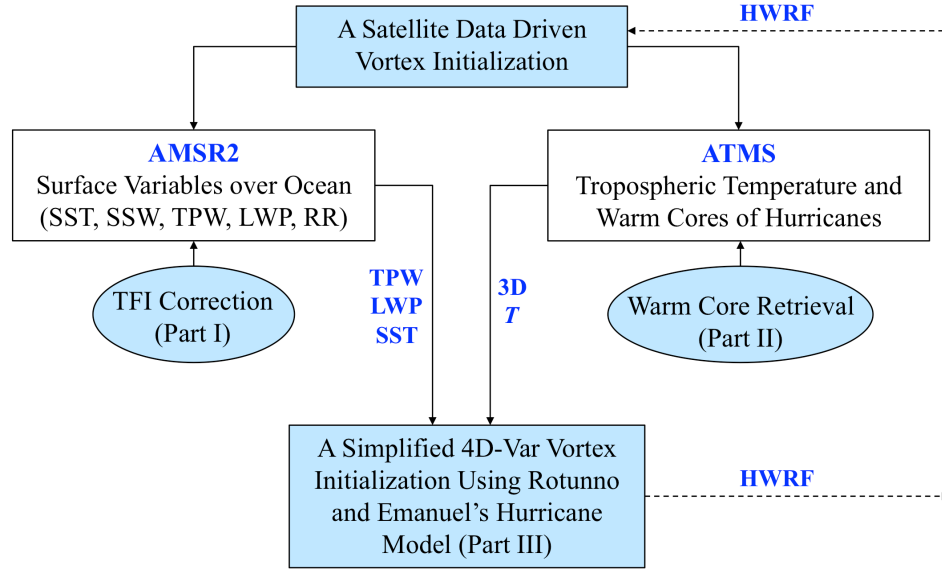 HWRF
A Satellite Data Driven
Vortex Initialization
AMSR2
Surface Variables over Ocean
(SST, SSW, TPW, LWP, RR)
ATMS
Tropospheric Temperature and
Warm Cores of Hurricanes
TFI Correction
(Part I)
TPW
LWP
SST
3D
T
Warm Core Retrieval
(Part II)
A Simplified 4D-Var Vortex
Initialization Using Rotunno
and Emanuel’s Hurricane
Model (Part III)
HWRF